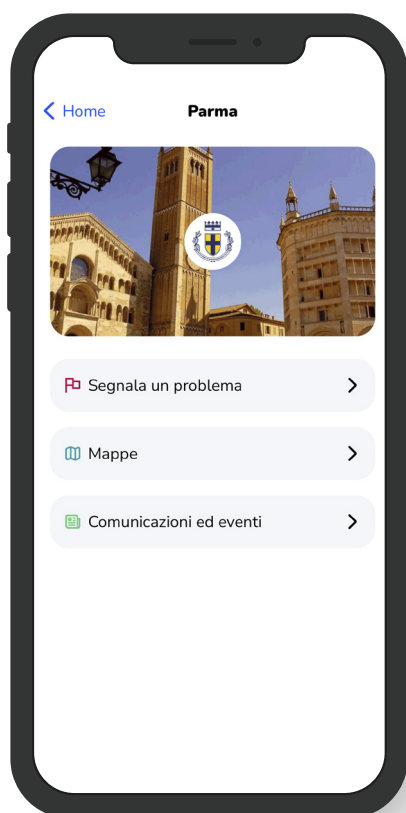 Home
Parma
Segnala un problema
Mappe
Comunicazioni ed eventi